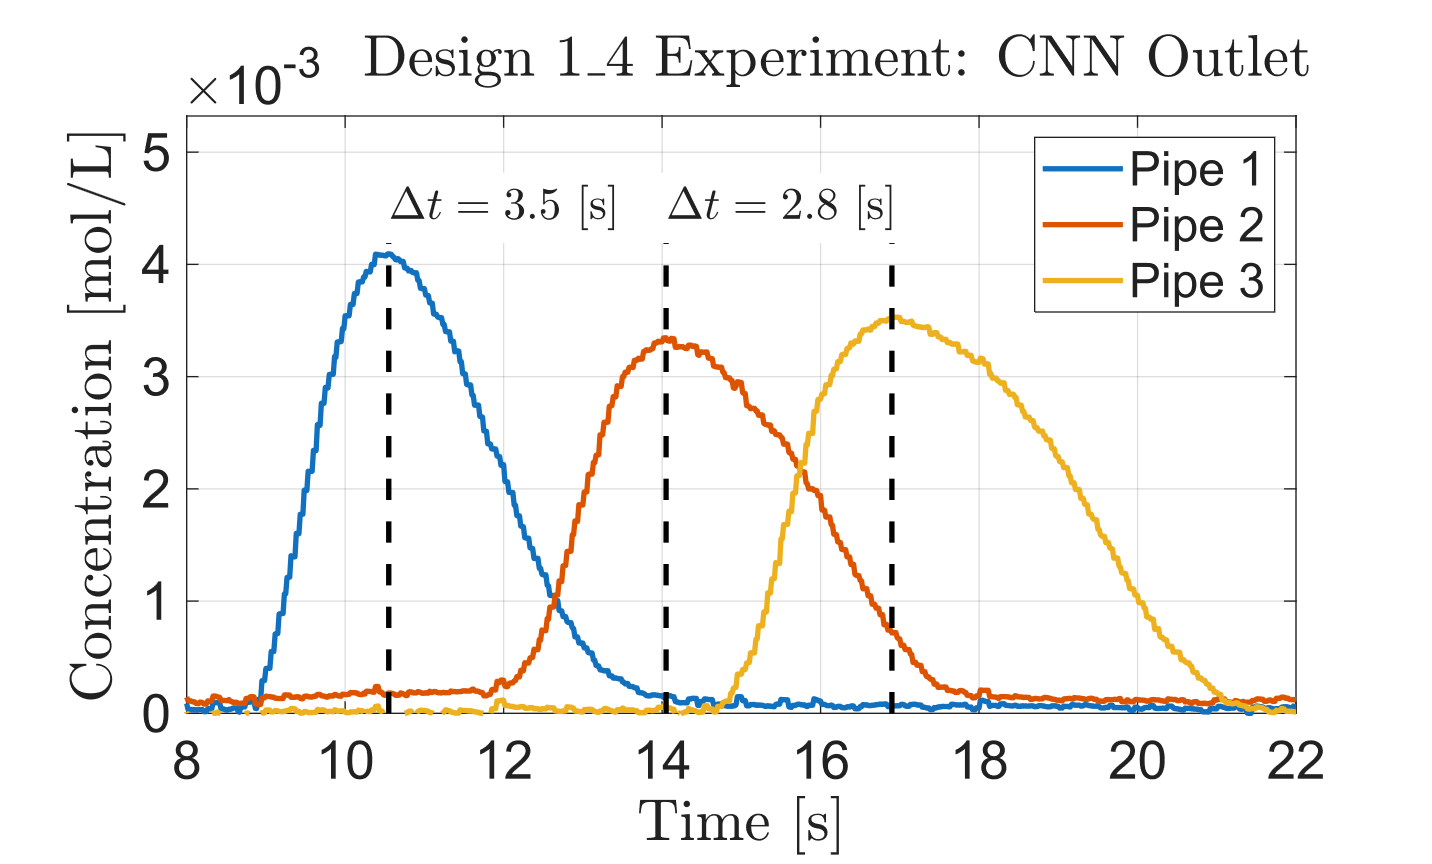 Design 1_4 Experiment: CNN Outlet
×10-3
Concentration [mol/L]
5
4
3
2
1
0
Δt = 3.5 [s]
Δt = 2.8 [s]
Pipe 1
Pipe 2
Pipe 3
8 10 12 14 16 18 20 22
Time [s]